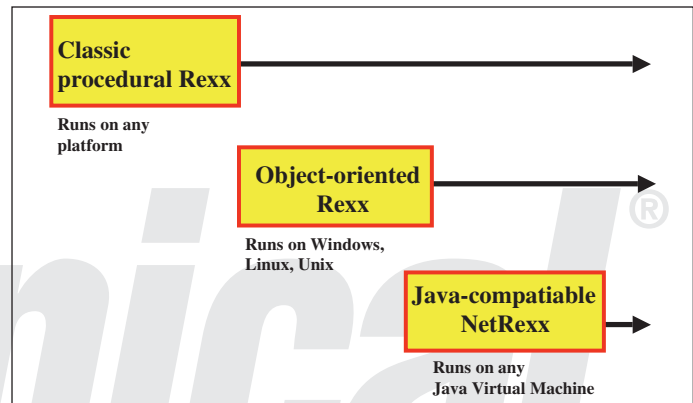 Classic
procedural Rexx
Runs on any
platform
Object-oriented
Rexx
Runs on Windows,
Linux, Unix
Java-compatiable
NetRexx
Runs on any
Java Virtual Machine
nical®